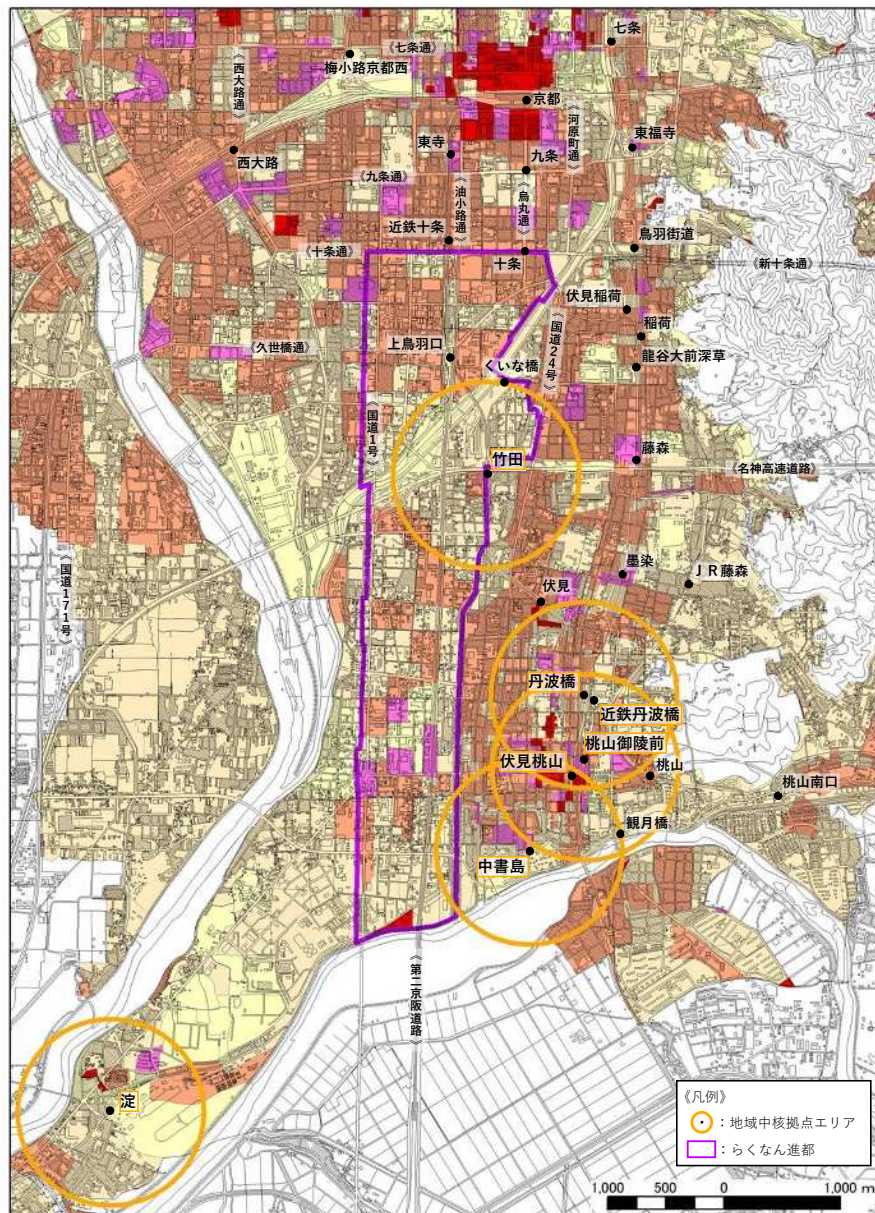 七条
《七条通》
梅小路京都西
《西大路通》
京都
《河原町通》
東福寺
東寺
西大路
九条
《九条通》
《油小路通》
《烏丸通》
近鉄十条
鳥羽街道
《十条通》
十条
《新十条通》
伏見稲荷
《国道24号》
稲荷
《久世橋通》
上鳥羽口
龍谷大前深草
くいな橋
《国道1号》
竹田
藤森
《名神高速道路》
《国道171号》
墨染
JR藤森
伏見
丹波橋
近鉄丹波橋
桃山御陵前
伏見桃山
桃山
桃山南口
観月橋
中書島
《第二京阪道路》
淀
《凡例》
：地域中核拠点エリア
：らくなん進都
1,000 500 0 1,000 m